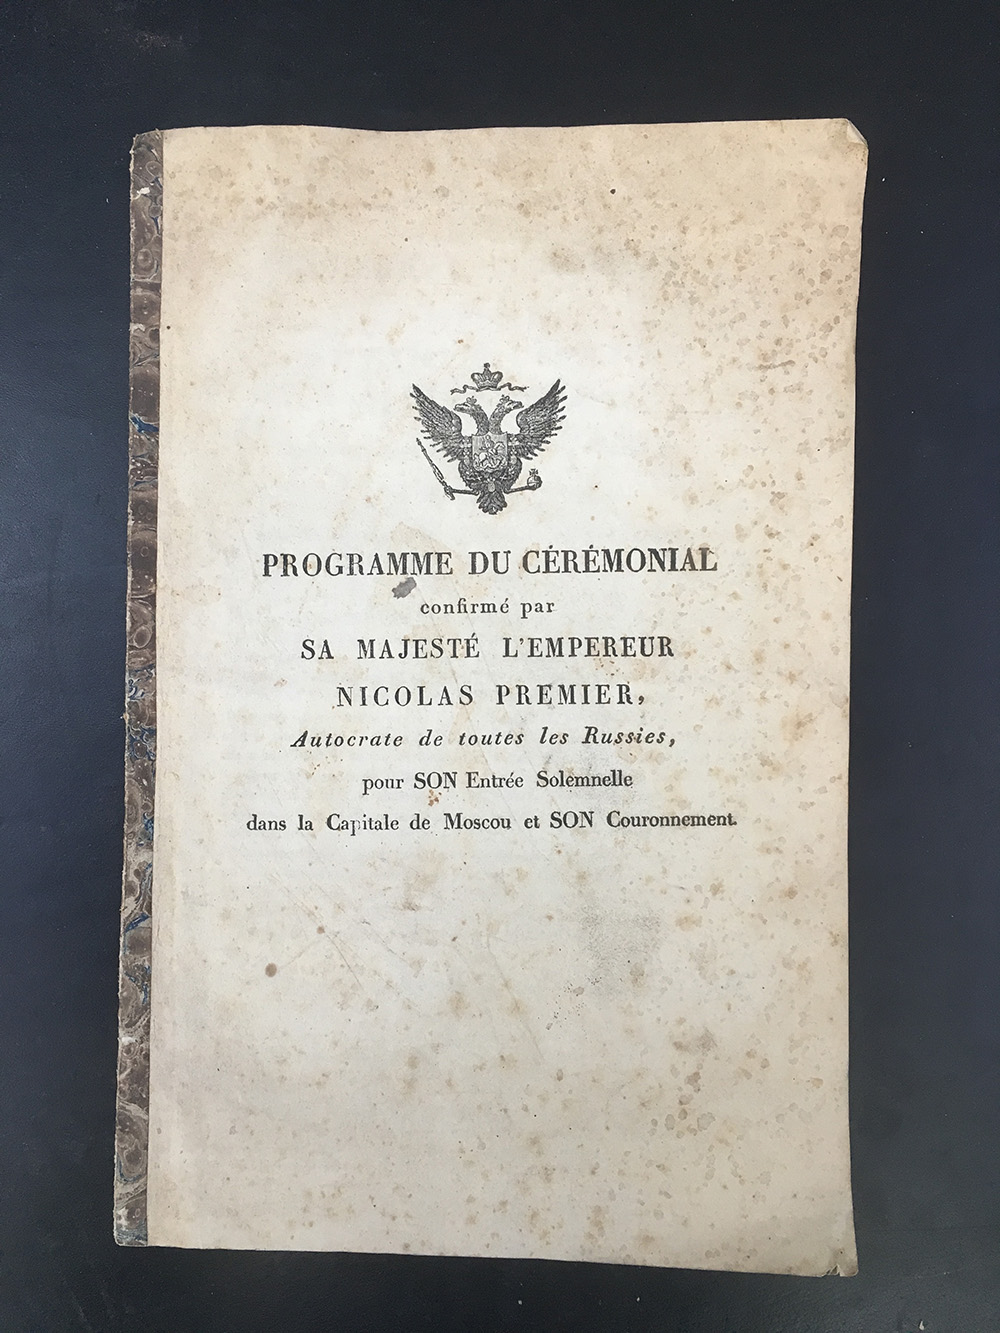 PROGRAMME DU CÉRÉMONIAL
confirmé par
SA MAJESTÉ L'EMPEREUR
NICOLAS PREMIER,
Autocrate de toutes les Russies,
pour SON Entrée Solemnelle
dans la Capitale de Moscou et SON Couronnement.